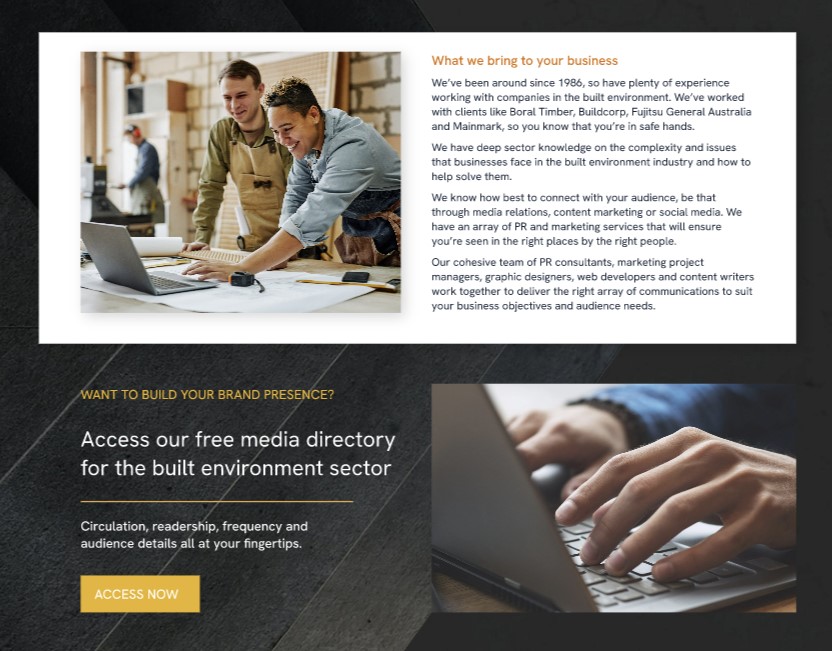 What we bring to your business
We've been around since 1986, so have plenty of experience
working with companies in the built environment. We've worked
with clients like Boral Timber, Buildcorp, Fujitsu General Australia
and Mainmark, so you know that you're in safe hands.
We have deep sector knowledge on the complexity and issues
that businesses face in the built environment industry and how to
help solve them.
We know how best to connect with your audience, be that
through media relations, content marketing or social media. We
have an array of PR and marketing services that will ensure
you're seen in the right places by the right people.
Our cohesive team of PR consultants, marketing project
managers, graphic designers, web developers and content writers
work together to deliver the right array of communications to suit
your business objectives and audience needs.
WANT TO BUILD YOUR BRAND PRESENCE?
Access our free media directory
for the built environment sector
Circulation, readership, frequency and
audience details all at your fingertips.
ACCESS NOW